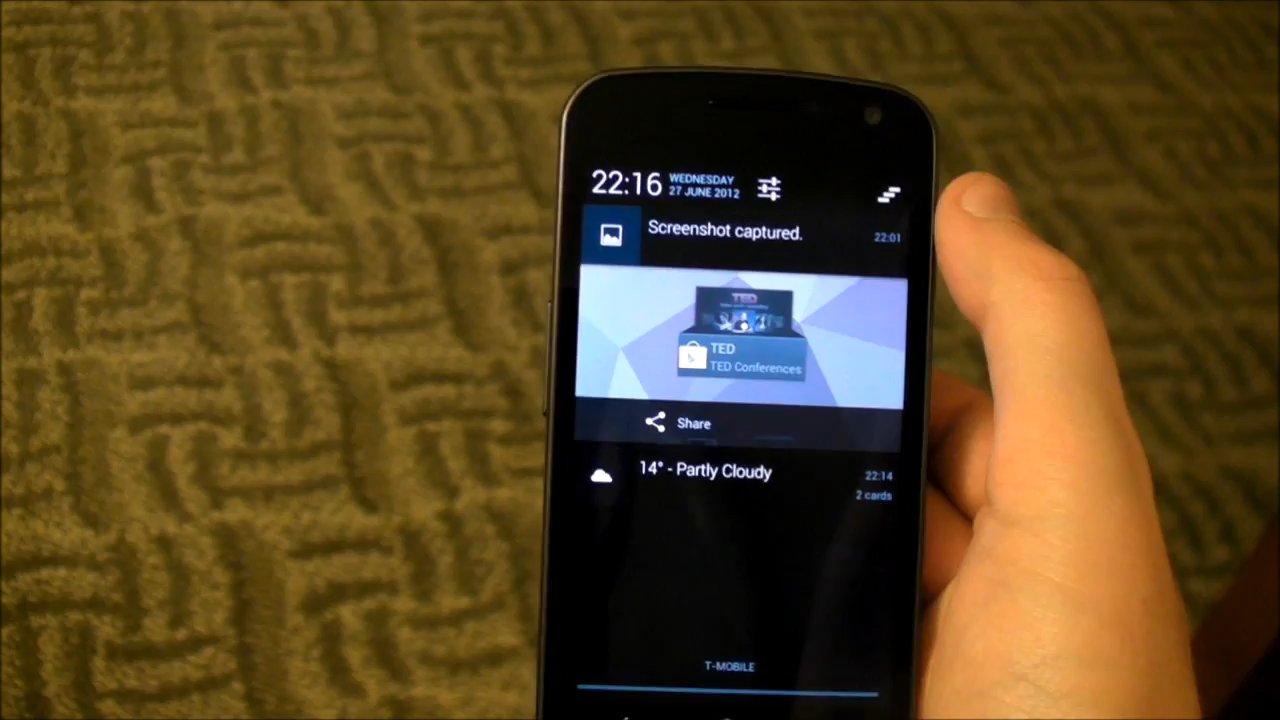 22:16 WEDNESDAY
27 JUNE 2012
Screenshot captured. 22:01
TED
TED
TED Conferences
Share
14° - Partly Cloudy 22:14
2 cards
T-MOBILE